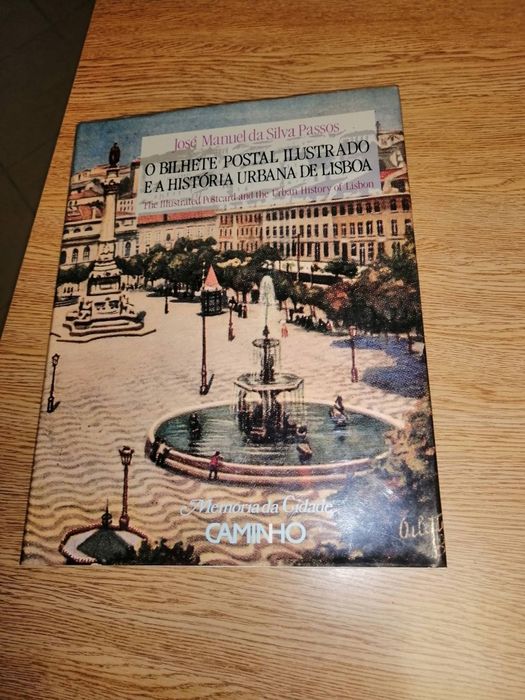 José Manuel da Silva Passos
O BILHETE POSTAL ILUSTRADO
E A HISTÓRIA URBANA DE LISBOA
The Illustrated Postcard and the Urban History of Lisbon
Memória da Cidade
CAMINHO